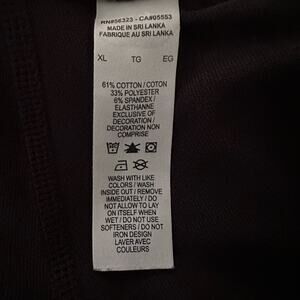 RN#56323 - CA#05553
MADE IN SRI LANKA
FABRIQUE AU SRI LANKA
XL TG EG
61% COTTON / COTON
33% POLYESTER
6% SPANDEX /
ELASTHANNE
EXCLUSIVE OF
DECORATION /
DECORATION NON
COMPRISE
WASH WITH LIKE
COLORS / WASH
INSIDE OUT / REMOVE
IMMEDIATELY / DO
NOT ALLOW TO LAY
ON ITSELF WHEN
WET / DO NOT USE
SOFTENERS / DO NOT
IRON DESIGN
LAVER AVEC
COULEURS